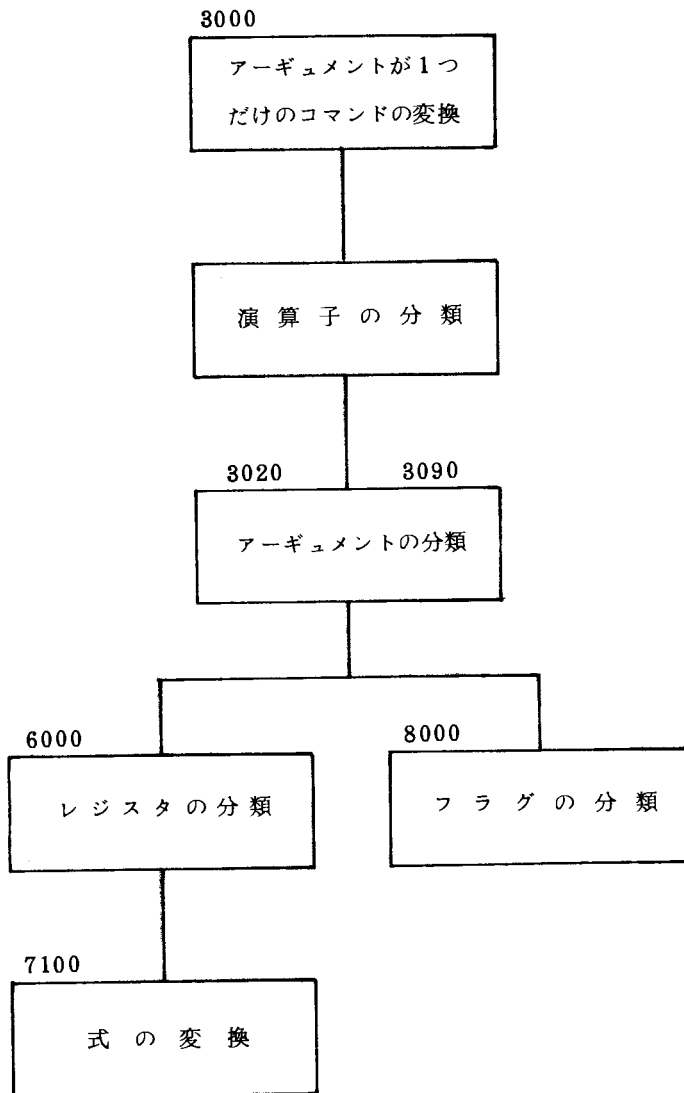 3000
アーギュメントが1つ
だけのコマンドの変換
演算子の分類
3020 3090
アーギュメントの分類
6000 8000
レジスタの分類 フラグの分類
7100
式の変換